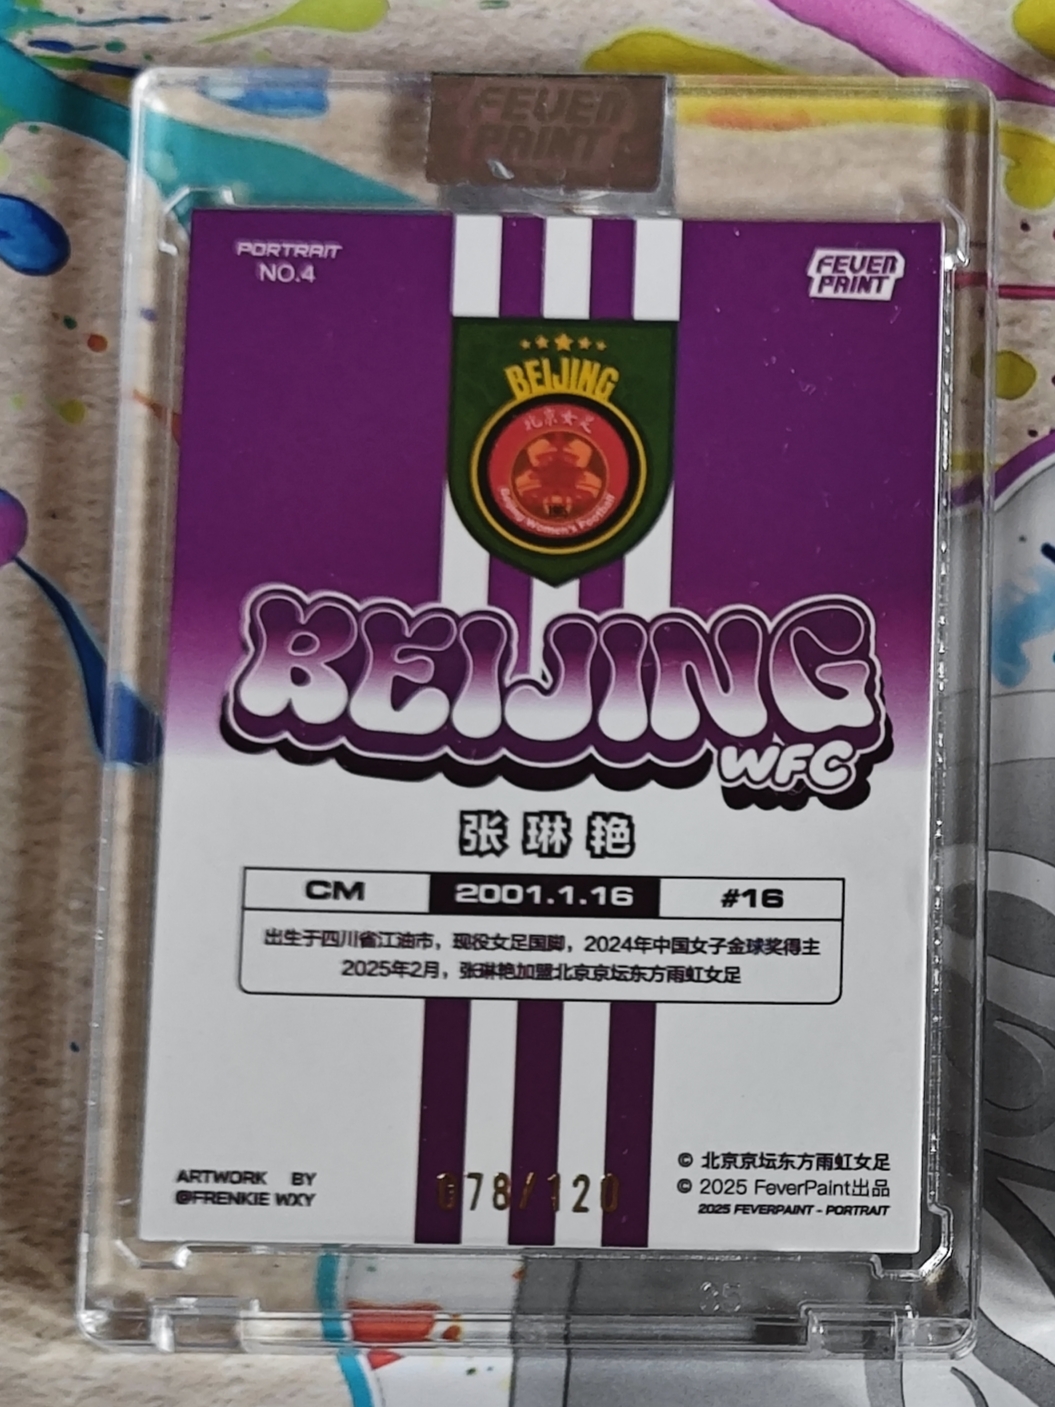 FEVER
PRINT
PORTRAIT
NO.4
FEVER
PRINT
BEIJING
北京女足
Beijing Women's Football
BEIJING
WFC
张琳艳
CM
2001.1.16
#16
出生于四川省江油市，现役女足国脚，2024年中国女子金球奖得主
2025年2月，张琳艳加盟北京京坛东方雨虹女足
ARTWORK BY
@FRENKIE WXY
078/120
© 北京京坛东方雨虹女足
© 2025 FeverPaint出品
2025 FEVERPAINT - PORTRAIT
35